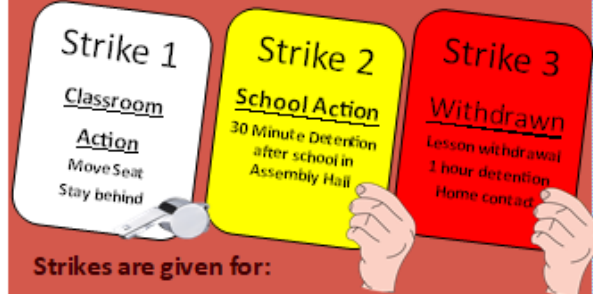 Strike 1
Classroom
Action
Move Seat
Stay behind
Strike 2
School Action
30 Minute Detention
after school in
Assembly Hall
Strike 3
Withdrawn
Lesson withdrawal
1 hour detention
Home contact
Strikes are given for: